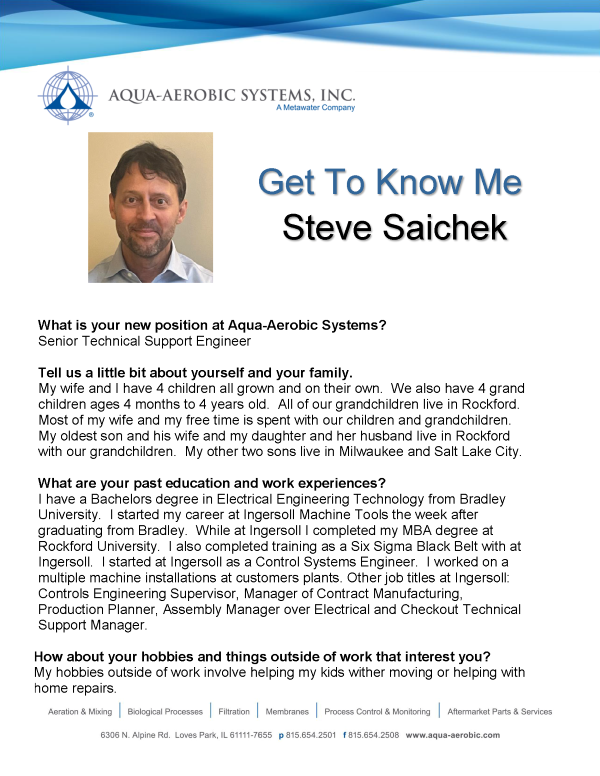 AQUA-AEROBIC SYSTEMS, INC.
A Metawater Company
®
Get To Know Me
Steve Saichek
What is your new position at Aqua-Aerobic Systems?
Senior Technical Support Engineer
Tell us a little bit about yourself and your family.
My wife and I have 4 children all grown and on their own.  We also have 4 grand
children ages 4 months to 4 years old.  All of our grandchildren live in Rockford.
Most of my wife and my free time is spent with our children and grandchildren.
My oldest son and his wife and my daughter and her husband live in Rockford
with our grandchildren.  My other two sons live in Milwaukee and Salt Lake City.
What are your past education and work experiences?
I have a Bachelors degree in Electrical Engineering Technology from Bradley
University.  I started my career at Ingersoll Machine Tools the week after
graduating from Bradley.  While at Ingersoll I completed my MBA degree at
Rockford University.  I also completed training as a Six Sigma Black Belt with at
Ingersoll.  I started at Ingersoll as a Control Systems Engineer.  I worked on a
multiple machine installations at customers plants. Other job titles at Ingersoll:
Controls Engineering Supervisor, Manager of Contract Manufacturing,
Production Planner, Assembly Manager over Electrical and Checkout Technical
Support Manager.
How about your hobbies and things outside of work that interest you?
My hobbies outside of work involve helping my kids wither moving or helping with
home repairs.
Aeration & Mixing | Biological Processes | Filtration | Membranes | Process Control & Monitoring | Aftermarket Parts & Services
6306 N. Alpine Rd.  Loves Park, IL 61111-7655  p 815.654.2501  f 815.654.2508  www.aqua-aerobic.com